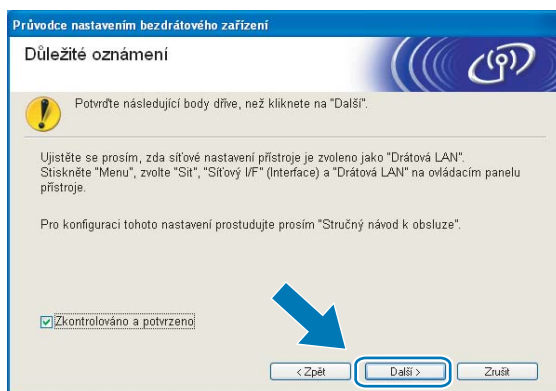 Průvodce nastavením bezdrátového zařízení
Důležité oznámení
Potvrďte následující body dříve, než kliknete na "Další".
Ujistěte se prosím, zda síťové nastavení přístroje je zvoleno jako "Drátová LAN".
Stiskněte "Menu", zvolte "Sít", "Síťový I/F" (Interface) a "Drátová LAN" na ovládacím panelu
přístroje.
Pro konfiguraci tohoto nastavení prostudujte prosím "Stručný návod k obsluze".
Zkontrolováno a potvrzeno
< Zpět
Další >
Zrušit